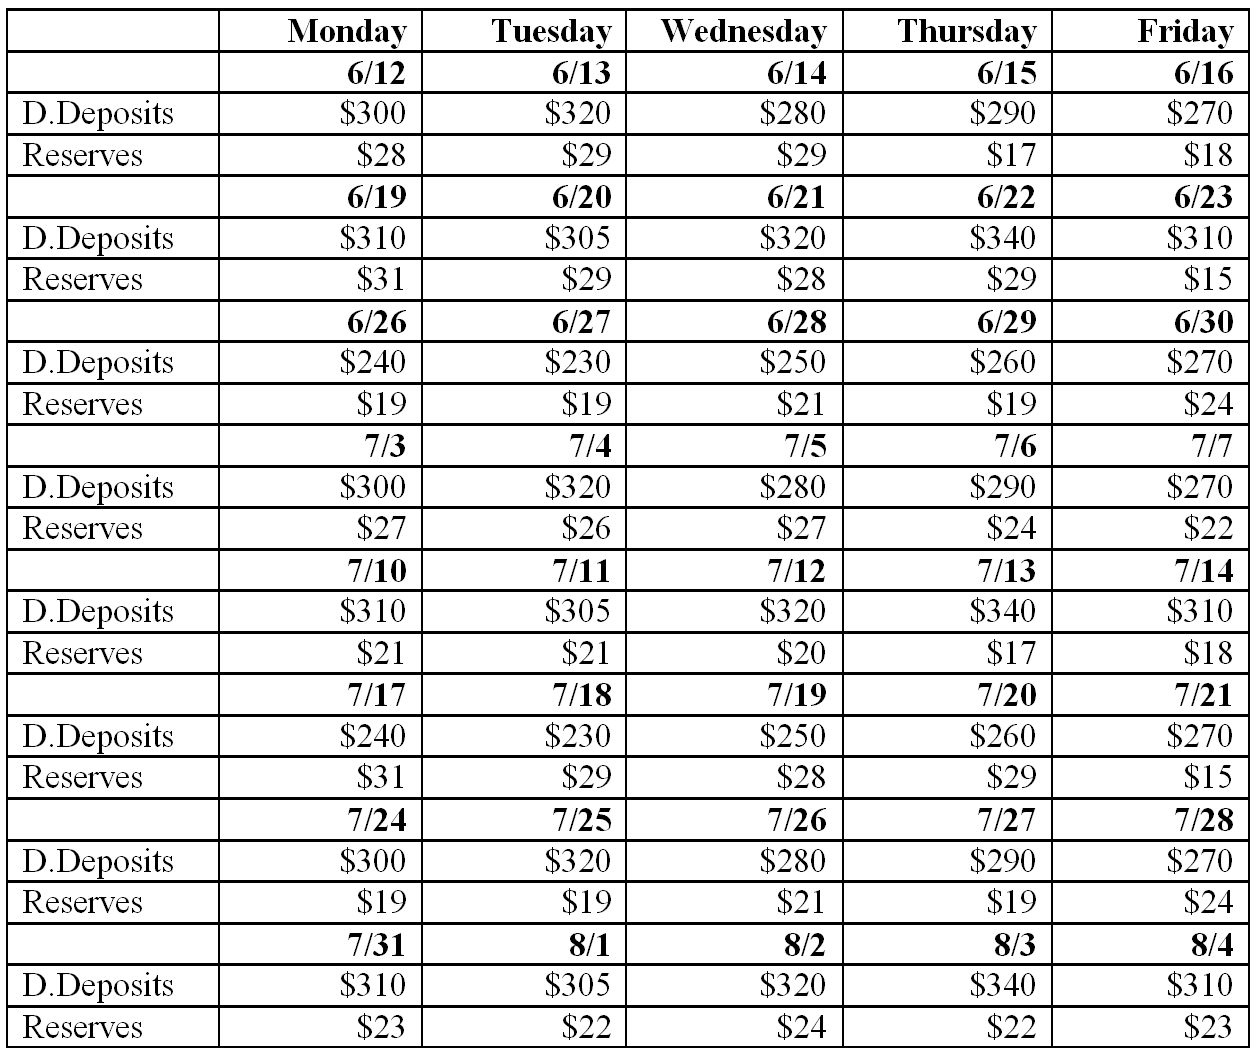 Monday Tuesday Wednesday Thursday Friday
6/12 6/13 6/14 6/15 6/16
D.Deposits $300 $320 $280 $290 $270
Reserves $28 $29 $29 $17 $18
6/19 6/20 6/21 6/22 6/23
D.Deposits $310 $305 $320 $340 $310
Reserves $31 $29 $28 $29 $15
6/26 6/27 6/28 6/29 6/30
D.Deposits $240 $230 $250 $260 $270
Reserves $19 $19 $21 $19 $24
7/3 7/4 7/5 7/6 7/7
D.Deposits $300 $320 $280 $290 $270
Reserves $27 $26 $27 $24 $22
7/10 7/11 7/12 7/13 7/14
D.Deposits $310 $305 $320 $340 $310
Reserves $21 $21 $20 $17 $18
7/17 7/18 7/19 7/20 7/21
D.Deposits $240 $230 $250 $260 $270
Reserves $31 $29 $28 $29 $15
7/24 7/25 7/26 7/27 7/28
D.Deposits $300 $320 $280 $290 $270
Reserves $19 $19 $21 $19 $24
7/31 8/1 8/2 8/3 8/4
D.Deposits $310 $305 $320 $340 $310
Reserves $23 $22 $24 $22 $23